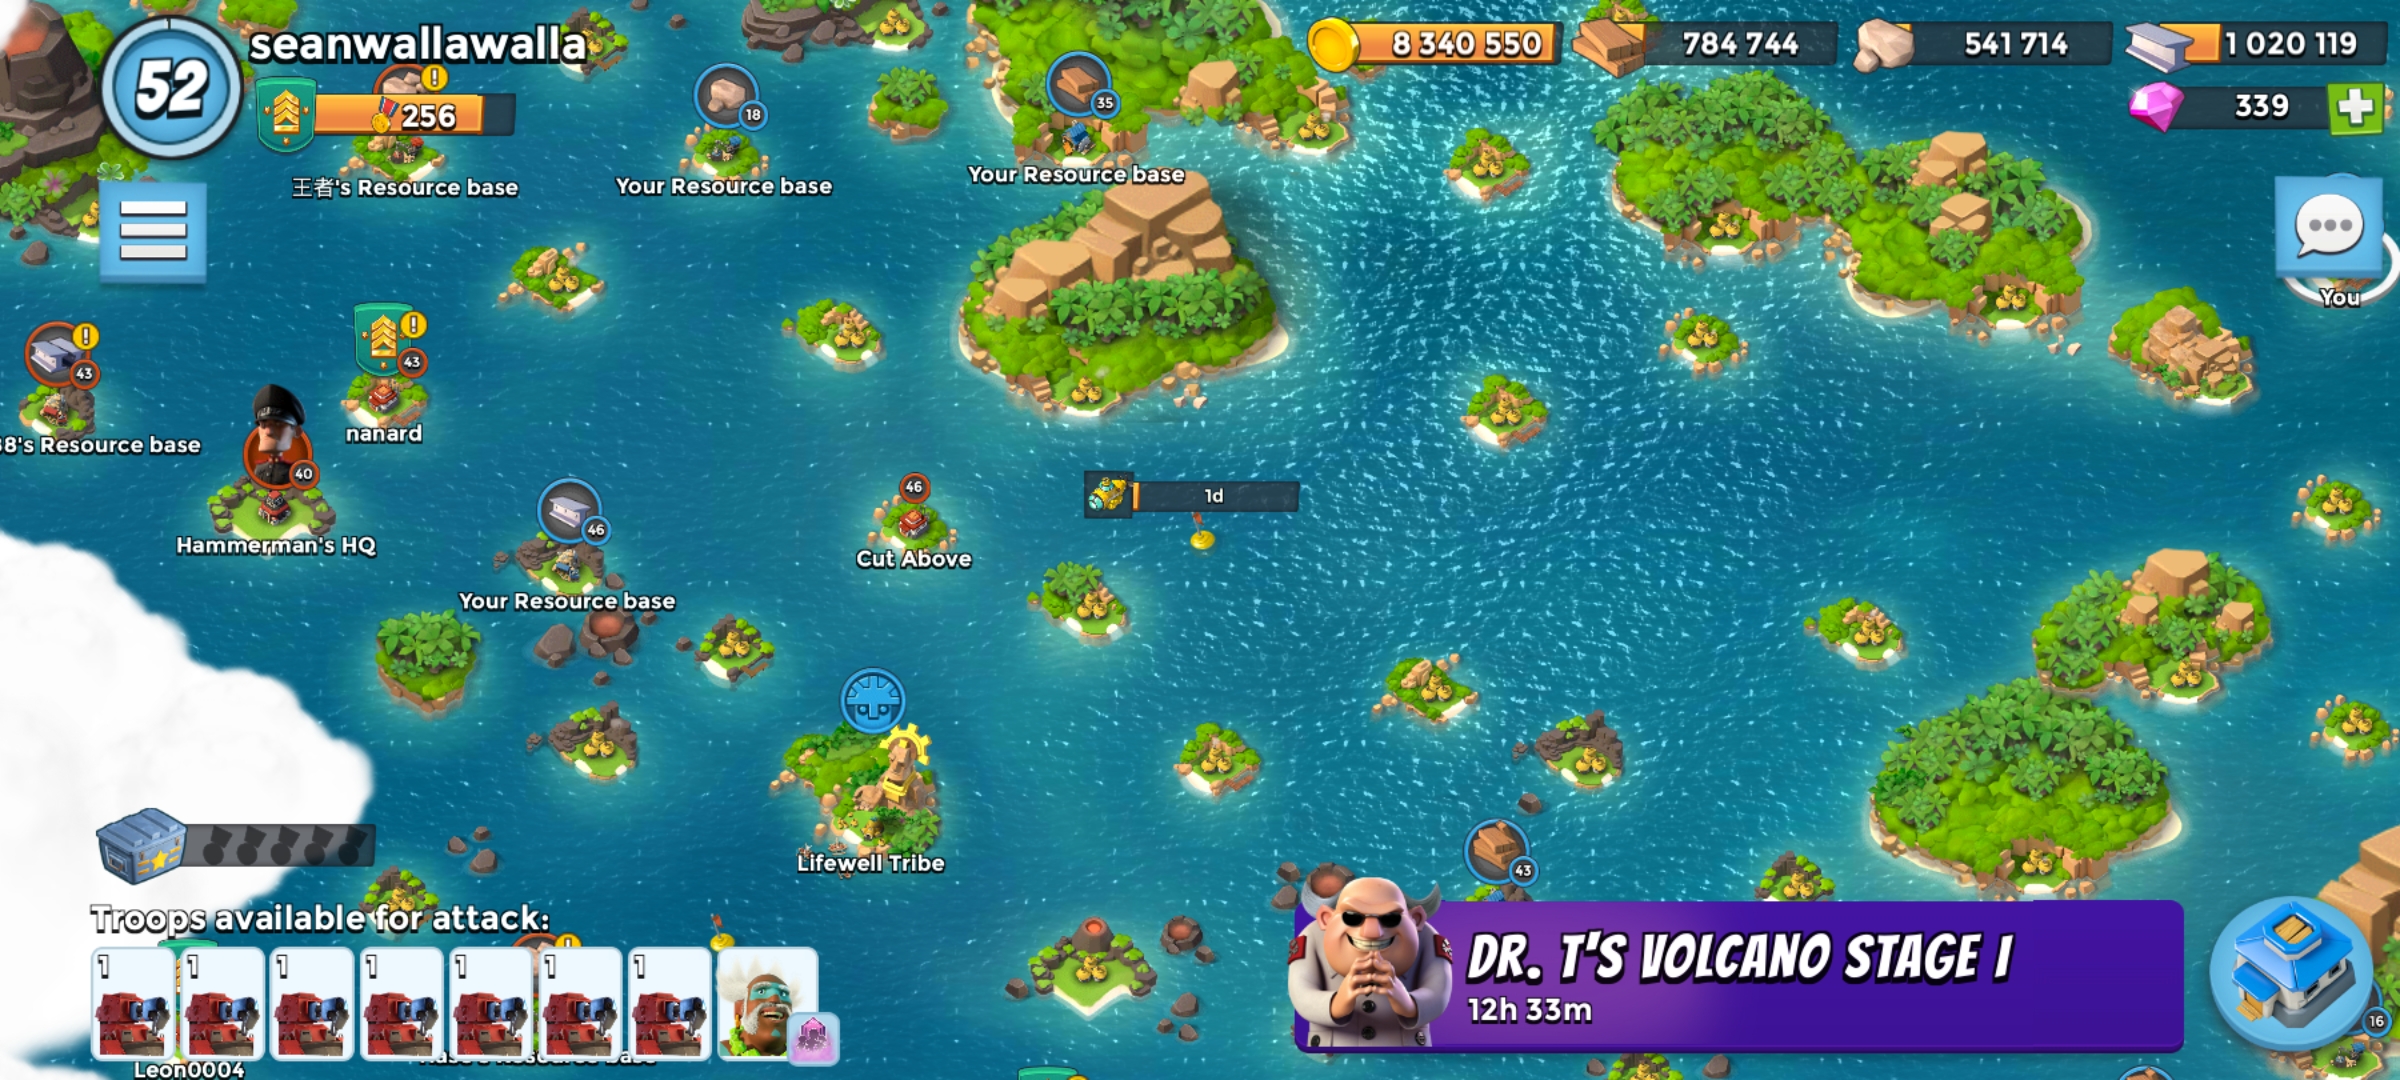 52
seanwallawalla
256
8 340 550
784 744
541 714
1 020 119
339
18
35
王者's Resource base
Your Resource base
Your Resource base
You
43
43
8's Resource base
nanard
40
Hammerman's HQ
46
Your Resource base
46
Cut Above
1d
Lifewell Tribe
43
Troops available for attack:
1
1
1
1
1
1
1
Leon0004
DR. T'S VOLCANO STAGE I
12h 33m
16